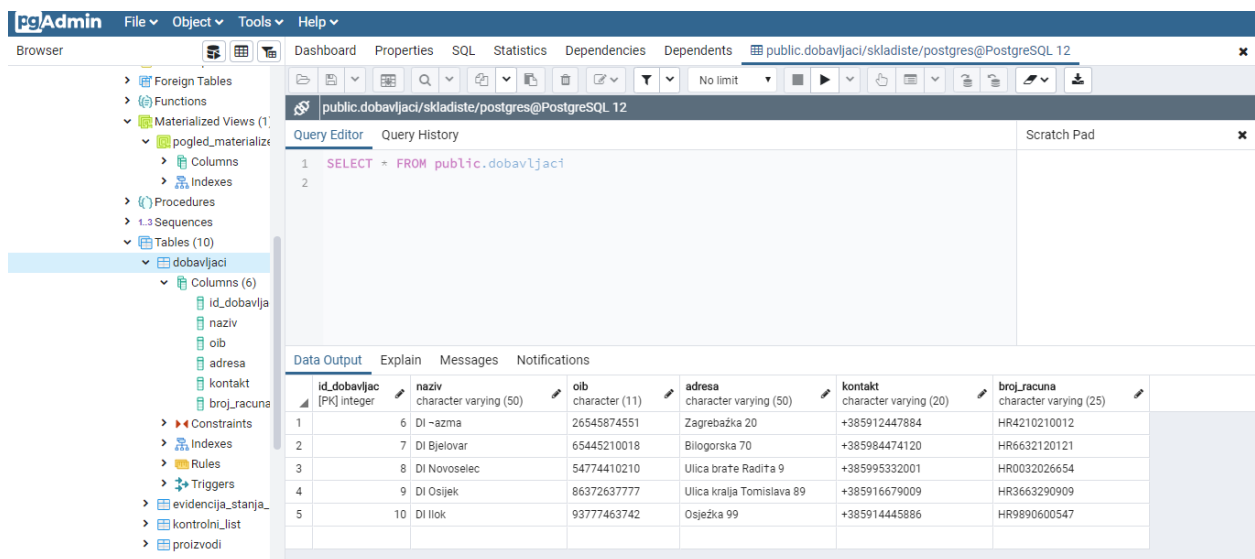 pgAdmin File Object Tools Help
Browser
Dashboard Properties SQL Statistics Dependencies Dependents public.dobavljaci/skladiste/postgres@PostgreSQL 12
Foreign Tables
Functions
Materialized Views (1)
pogled_materialize
Columns
Indexes
Procedures
1..3 Sequences
Tables (10)
dobavljaci
Columns (6)
id_dobavlja
naziv
oib
adresa
kontakt
broj_racuna
Constraints
Indexes
Rules
Triggers
evidencija_stanja_
kontrolni_list
proizvodi
No limit
public.dobavljaci/skladiste/postgres@PostgreSQL 12
Query Editor Query History
Scratch Pad
1 SELECT * FROM public.dobavljaci
2
Data Output Explain Messages Notifications
id_dobavljac naziv oib adresa kontakt broj_racuna
[PK] integer character varying (50) character (11) character varying (50) character varying (20) character varying (25)
1 6 DI ¬azma 26545874551 Zagrebaźka 20 +385912447884 HR4210210012
2 7 DI Bjelovar 65445210018 Bilogorska 70 +385984474120 HR6632120121
3 8 DI Novoselec 54774410210 Ulica bra†e Radi†a 9 +385995332001 HR0032026654
4 9 DI Osijek 86372637777 Ulica kralja Tomislava 89 +385916679009 HR3663290909
5 10 DI Ilok 93777463742 Osjeźka 99 +385914445886 HR9890600547